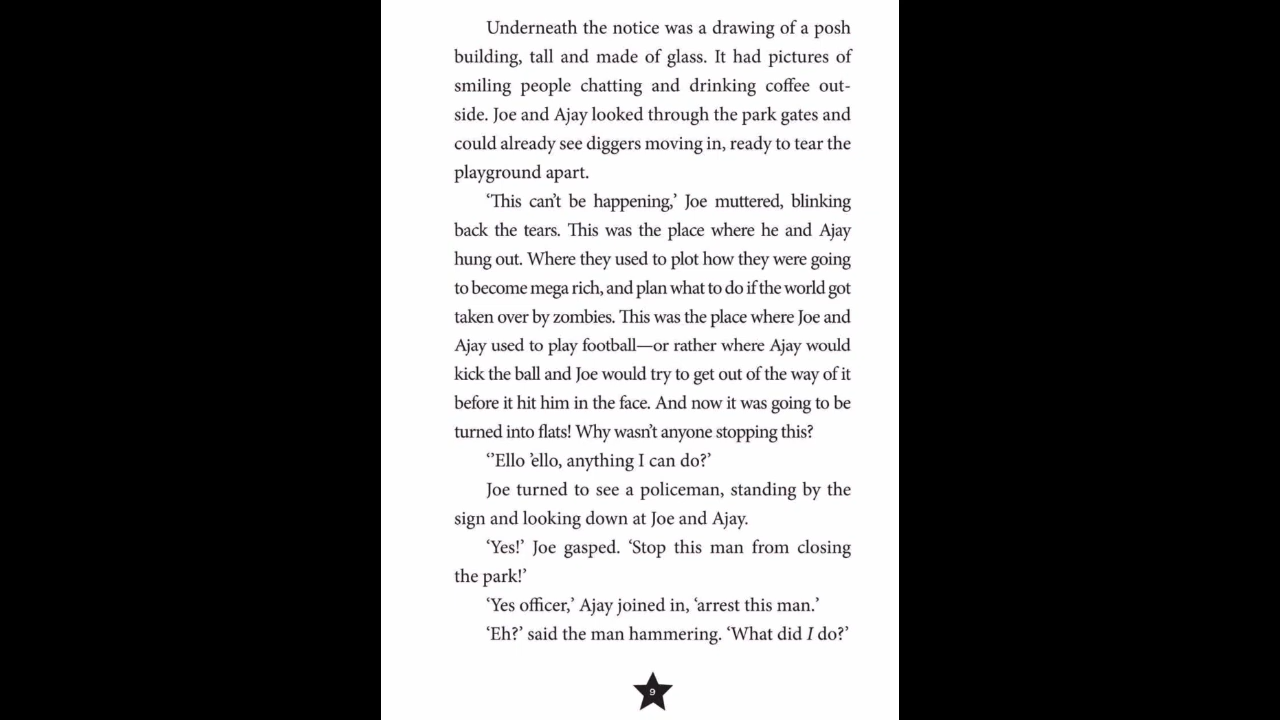 Underneath the notice was a drawing of a posh
building, tall and made of glass. It had pictures of
smiling people chatting and drinking coffee out-
side. Joe and Ajay looked through the park gates and
could already see diggers moving in, ready to tear the
playground apart.
‘This can’t be happening,’ Joe muttered, blinking
back the tears. This was the place where he and Ajay
hung out. Where they used to plot how they were going
to become mega rich, and plan what to do if the world got
taken over by zombies. This was the place where Joe and
Ajay used to play football—or rather where Ajay would
kick the ball and Joe would try to get out of the way of it
before it hit him in the face. And now it was going to be
turned into flats! Why wasn’t anyone stopping this?
‘’Ello ’ello, anything I can do?’
Joe turned to see a policeman, standing by the
sign and looking down at Joe and Ajay.
‘Yes!’ Joe gasped. ‘Stop this man from closing
the park!’
‘Yes officer,’ Ajay joined in, ‘arrest this man.’
‘Eh?’ said the man hammering. ‘What did I do?’
9